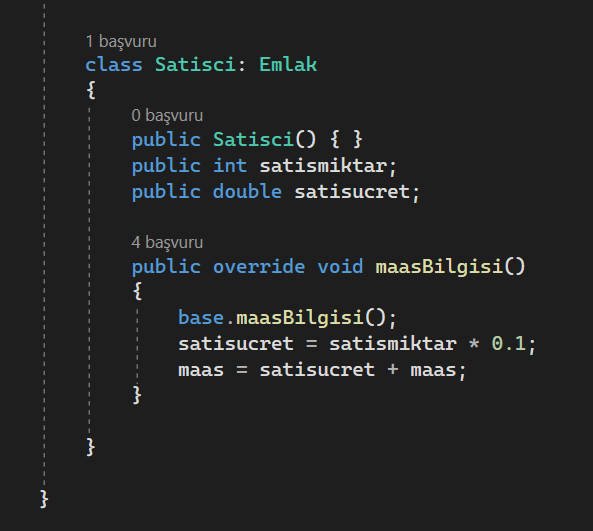 1 başvuru
class Satisci: Emlak
{
0 başvuru
public Satisci() { }
public int satismiktar;
public double satisucret;
4 başvuru
public override void maasBilgisi()
{
base.maasBilgisi();
satisucret = satismiktar * 0.1;
maas = satisucret + maas;
}
}
}